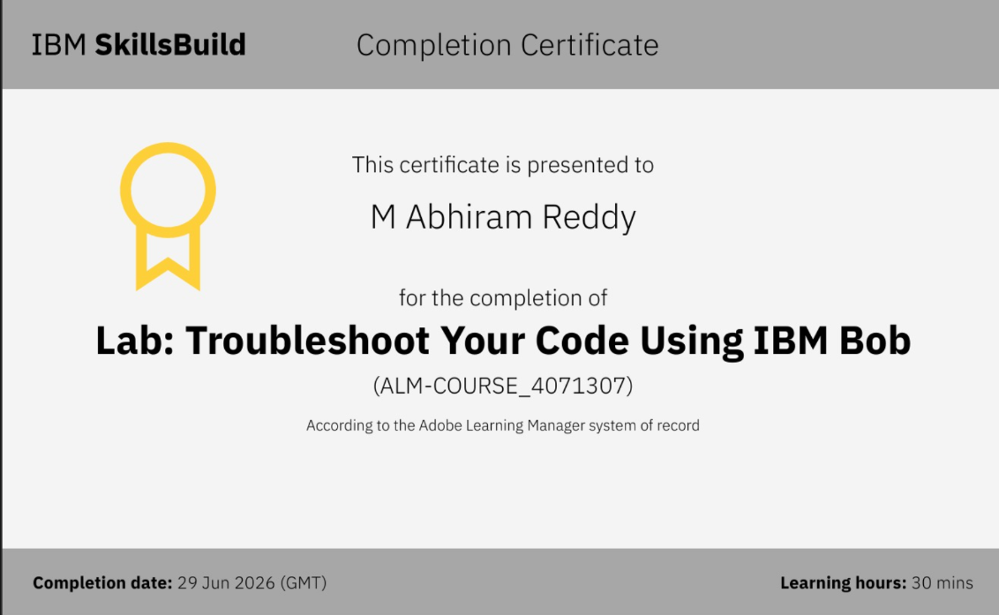 IBM SkillsBuild
Completion Certificate
This certificate is presented to
M Abhiram Reddy
for the completion of
Lab: Troubleshoot Your Code Using IBM Bob
(ALM-COURSE_4071307)
According to the Adobe Learning Manager system of record
Completion date: 29 Jun 2026 (GMT)
Learning hours: 30 mins